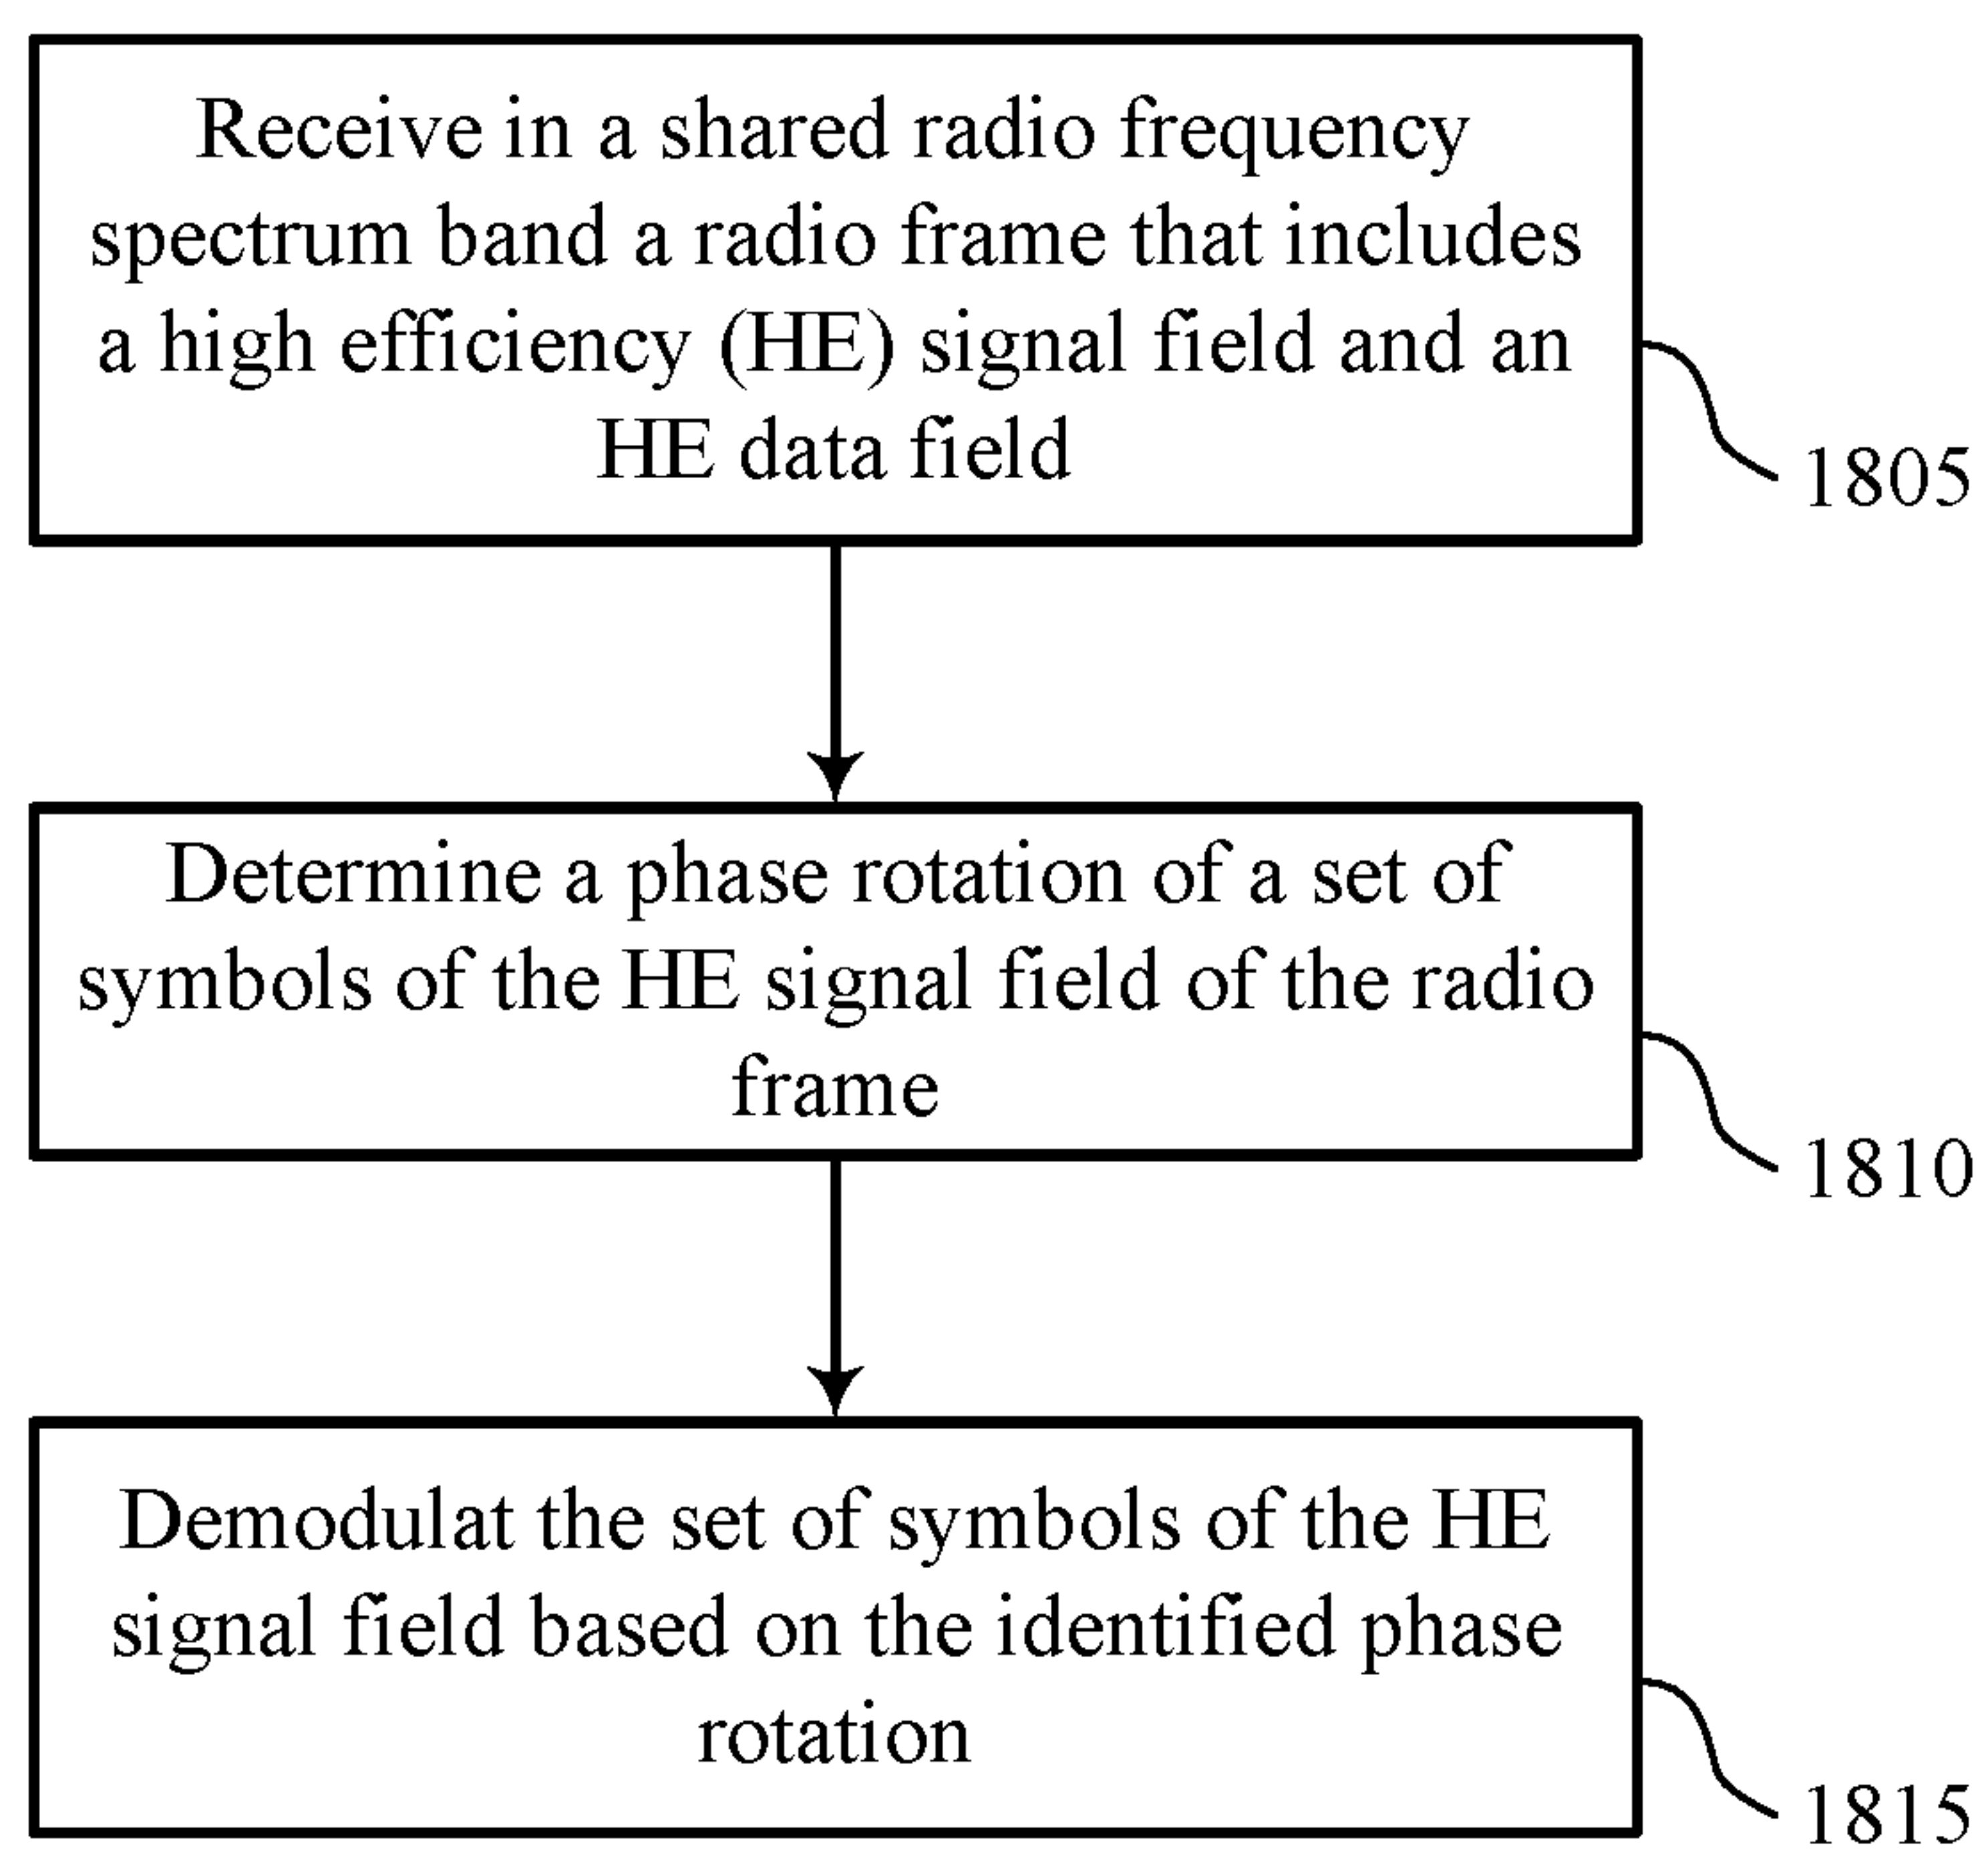 Receive in a shared radio frequency
spectrum band a radio frame that includes
a high efficiency (HE) signal field and an
HE data field
1805
Determine a phase rotation of a set of
symbols of the HE signal field of the radio
frame
1810
Demodulat the set of symbols of the HE
signal field based on the identified phase
rotation
1815